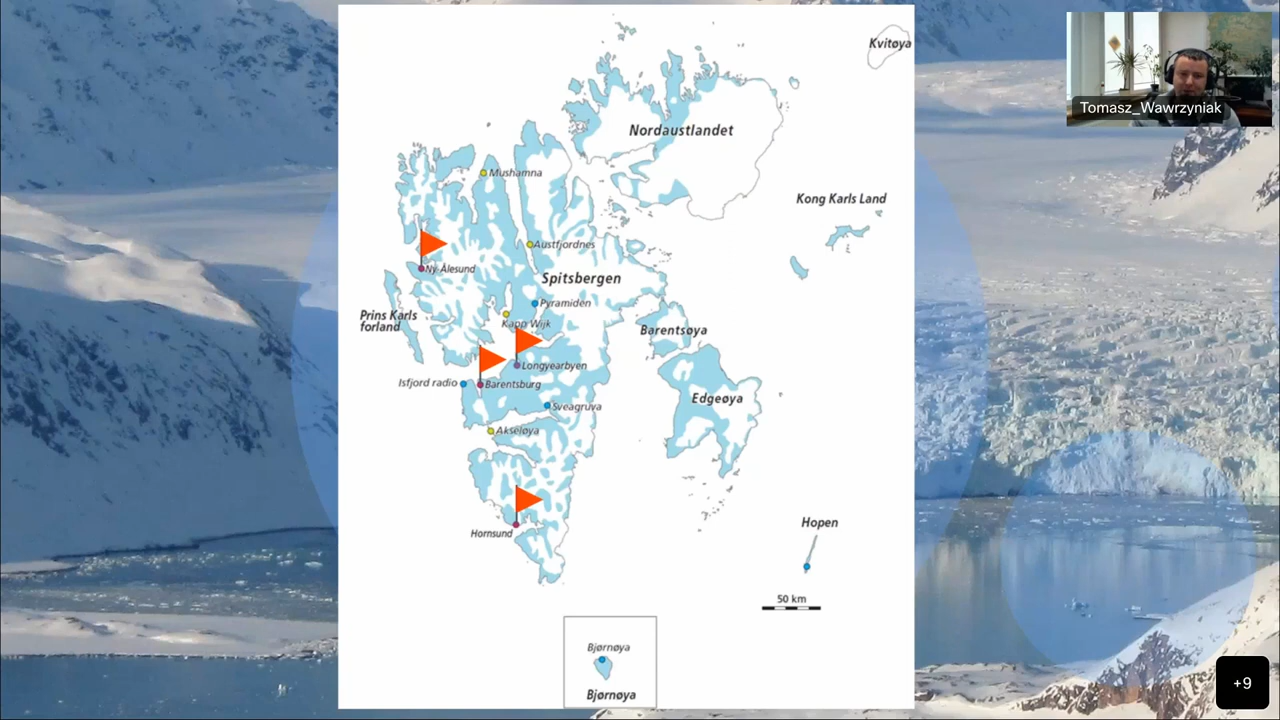 Kvitøya
Tomasz_Wawrzyniak
Nordaustlandet
Mushamna
Kong Karls Land
Austfjordnes
Ny-Ålesund
Spitsbergen
Pyramiden
Prins Karls
forland
Kapp Wijk
Barentsøya
Longyearbyen
Isfjord radio
Barentsburg
Edgeøya
Sveagruva
Akseløya
Hornsund
Hopen
50 km
Bjørnøya
Bjørnøya
+9